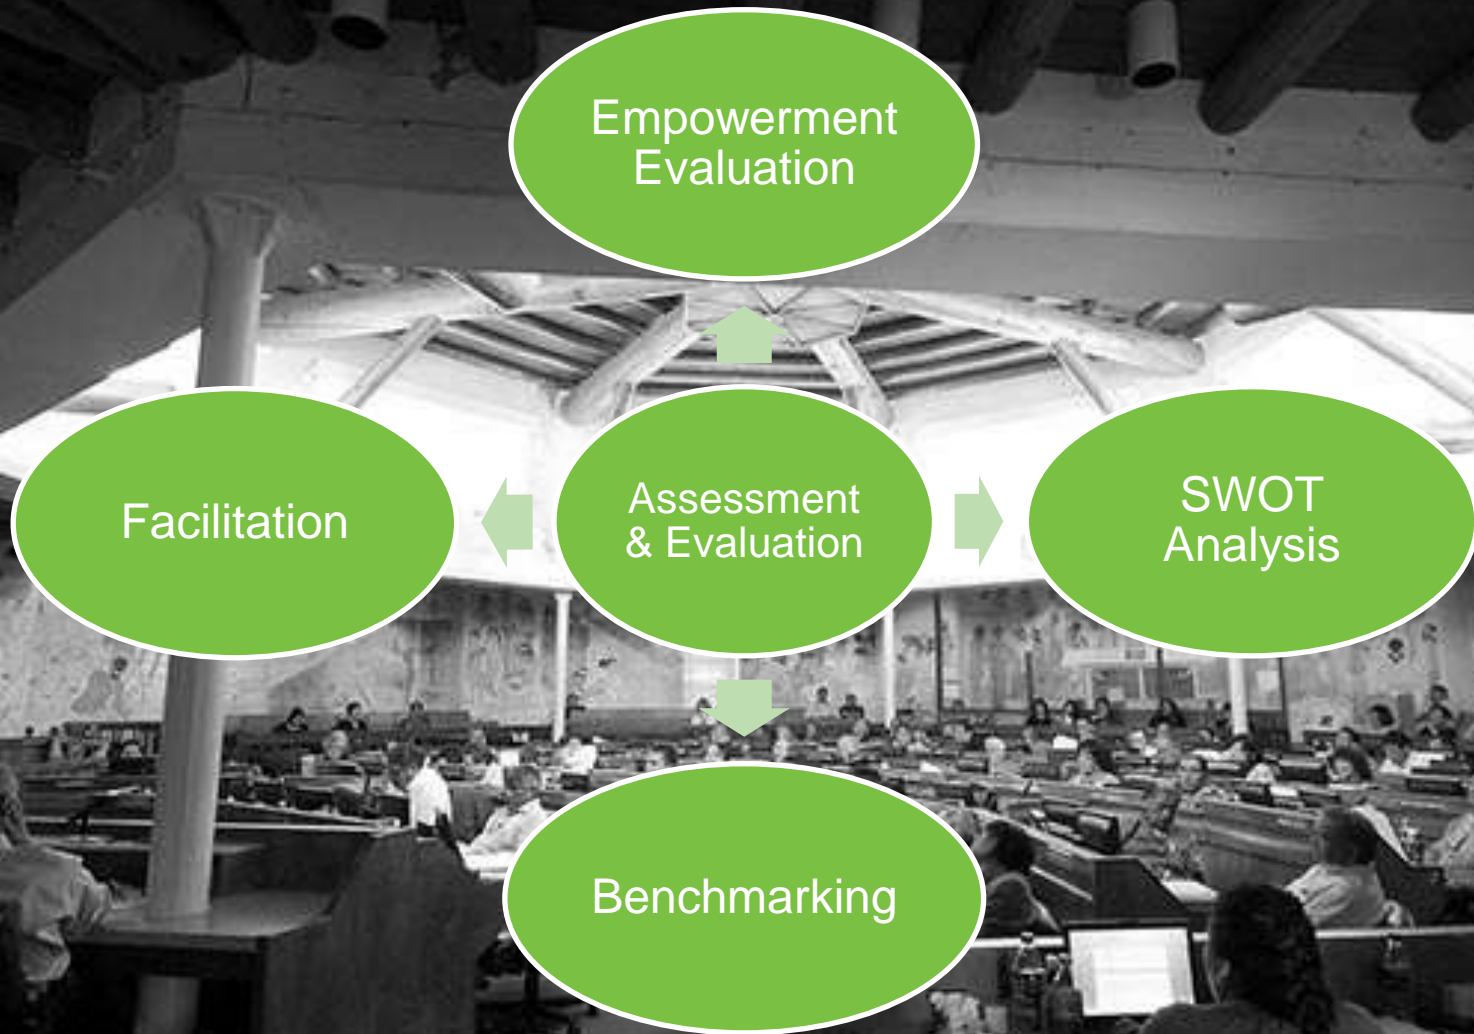 Empowerment
Evaluation
Facilitation
Assessment
& Evaluation
SWOT
Analysis
Benchmarking